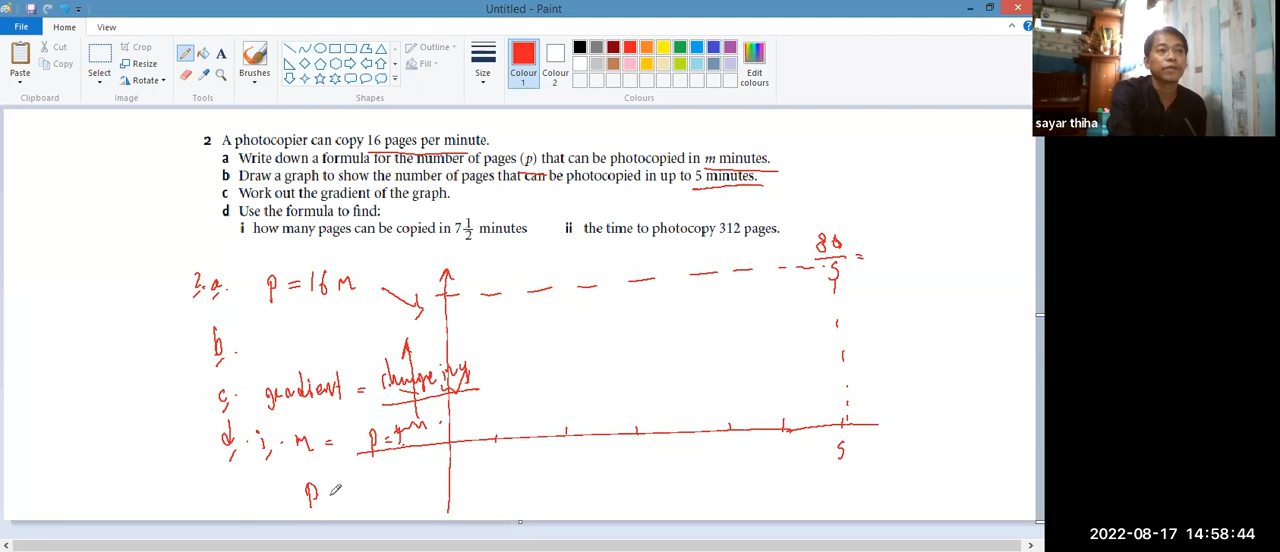 Untitled - Paint
File Home View
Paste
Cut
Copy
Clipboard
Select
Crop
Resize
Rotate
Image
Tools
Brushes
Shapes
Outline
Fill
Size
Colour 1
Colour 2
Edit colours
Colours
sayar thiha
2 A photocopier can copy 16 pages per minute.
a Write down a formula for the number of pages (p) that can be photocopied in m minutes.
b Draw a graph to show the number of pages that can be photocopied in up to 5 minutes.
c Work out the gradient of the graph.
d Use the formula to find:
i how many pages can be copied in 7 1/2 minutes ii the time to photocopy 312 pages.
80
5 =
2. a. p = 16 m
b.
c. gradient = change in y
d. i. m =
5
p
2022-08-17 14:58:44